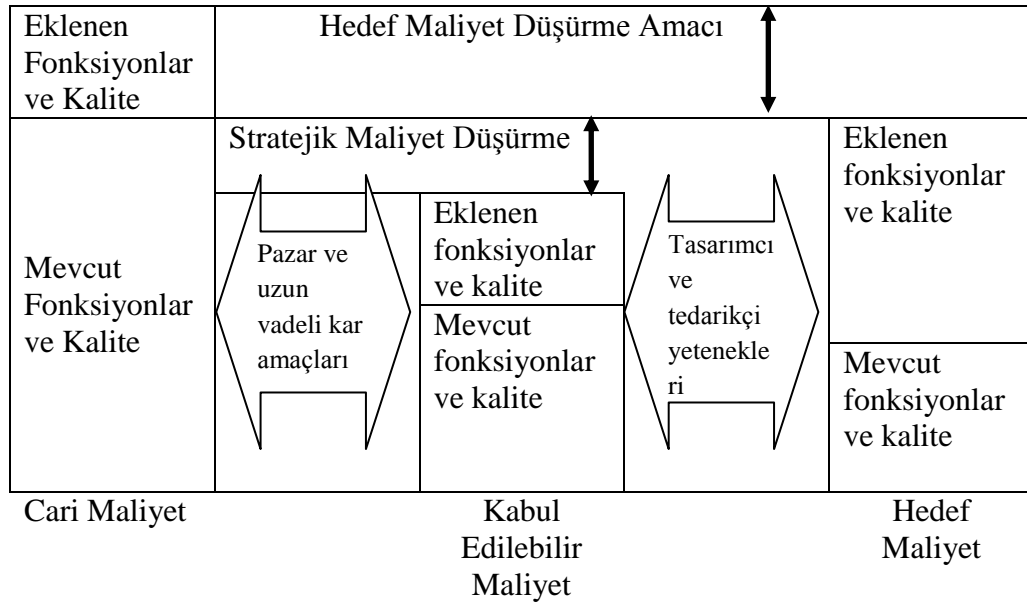 Eklenen
Fonksiyonlar
ve Kalite
Hedef Maliyet Düşürme Amacı
Stratejik Maliyet Düşürme
Mevcut
Fonksiyonlar
ve Kalite
Pazar ve
uzun
vadeli kar
amaçları
Eklenen
fonksiyonlar
ve kalite
Mevcut
fonksiyonlar
ve kalite
Tasarımcı
ve
tedarikçi
yetenekle
ri
Eklenen
fonksiyonlar
ve kalite
Mevcut
fonksiyonlar
ve kalite
Cari Maliyet
Kabul
Edilebilir
Maliyet
Hedef
Maliyet